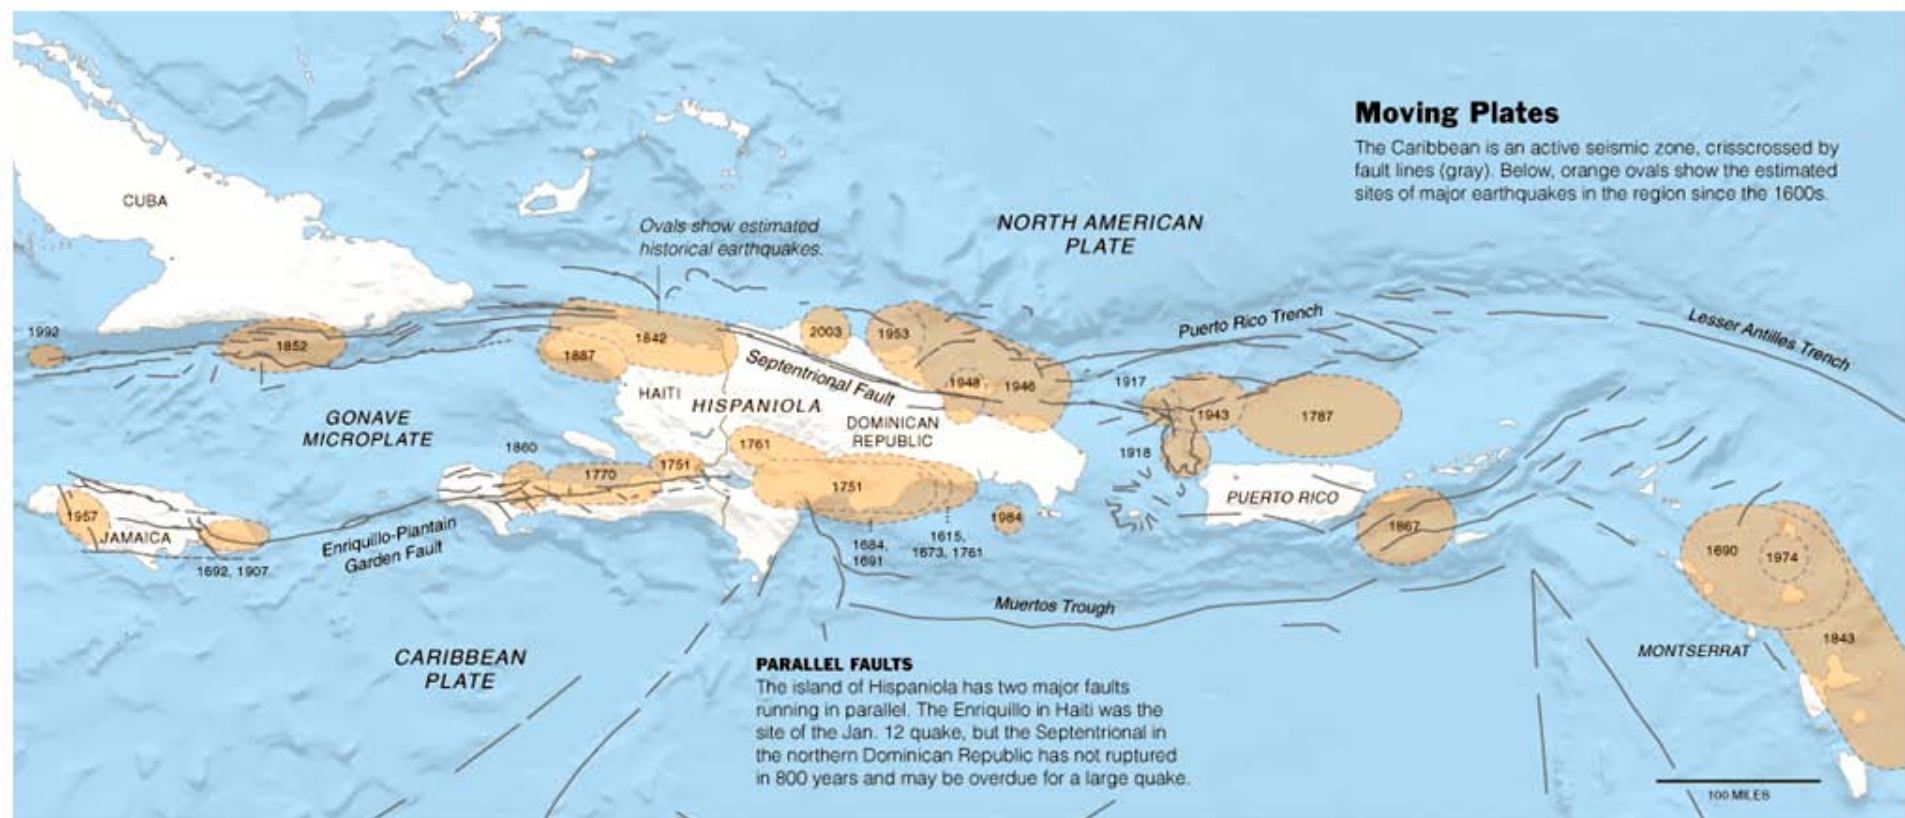 Moving Plates
The Caribbean is an active seismic zone, crisscrossed by
fault lines (gray). Below, orange ovals show the estimated
sites of major earthquakes in the region since the 1600s.
CUBA
Ovals show estimated
historical earthquakes.
NORTH AMERICAN
PLATE
1992
1852
1842
1887
2003
1953
Puerto Rico Trench
Lesser Antilles Trench
Septentrional Fault
1948
1946
1917
1943
1787
HAITI
HISPANIOLA
DOMINICAN
REPUBLIC
GONAVE
MICROPLATE
1860
1761
1918
1770
1751
1751
PUERTO RICO
1957
JAMAICA
1984
1867
Enriquillo-Plantain
Garden Fault
1692, 1907
1684,
1691
1615,
1673, 1761
1690
1974
Muertos Trough
1843
MONTSERRAT
CARIBBEAN
PLATE
PARALLEL FAULTS
The island of Hispaniola has two major faults
running in parallel. The Enriquillo in Haiti was the
site of the Jan. 12 quake, but the Septentrional in
the northern Dominican Republic has not ruptured
in 800 years and may be overdue for a large quake.
100 MILES